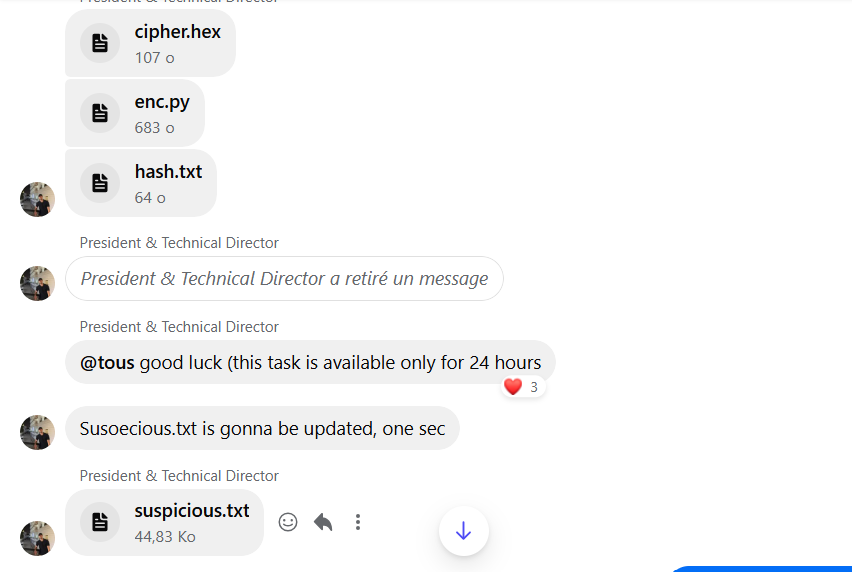 President & Technical Director
cipher.hex
107 o
enc.py
683 o
hash.txt
64 o
President & Technical Director
President & Technical Director a retiré un message
President & Technical Director
@tous good luck (this task is available only for 24 hours
3
Susoecious.txt is gonna be updated, one sec
President & Technical Director
suspicious.txt
44,83 Ko